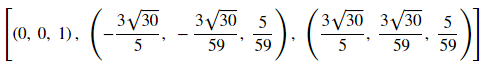 [(0, 0, 1), (-3√30/5, -3√30/59, 5/59), (3√30/5, 3√30/59, 5/59)]